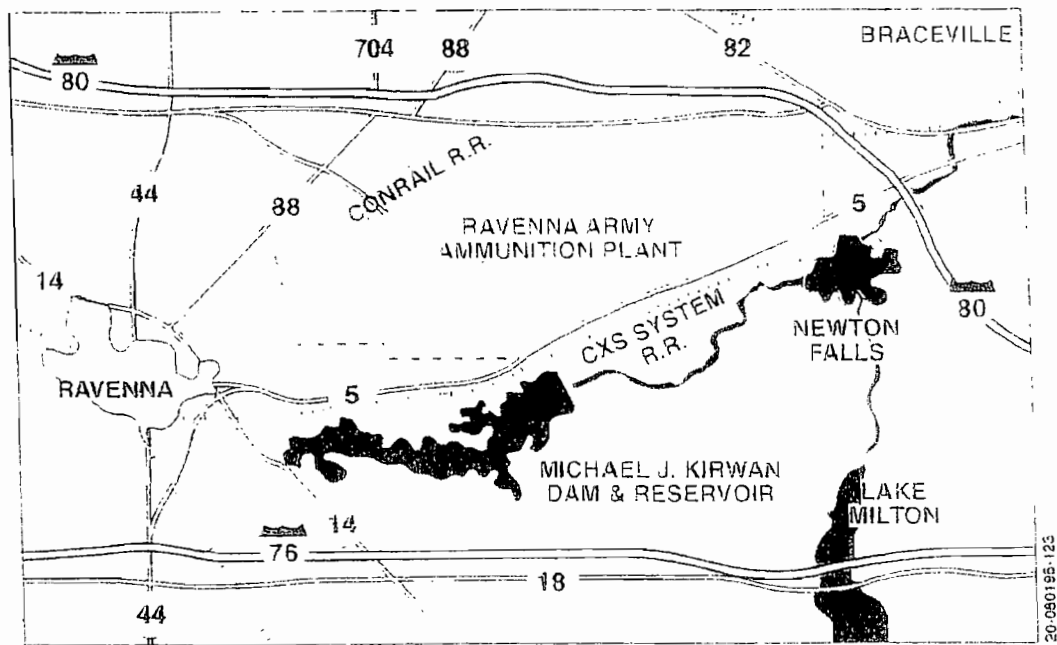 704
88
82
BRACEVILLE
80
CONRAIL R.R.
44
88
5
RAVENNA ARMY
AMMUNITION PLANT
14
80
CXS SYSTEM
R.R.
NEWTON
FALLS
RAVENNA
5
MICHAEL J. KIRWAN
DAM & RESERVOIR
LAKE
MILTON
14
76
18
44
20-080195-123